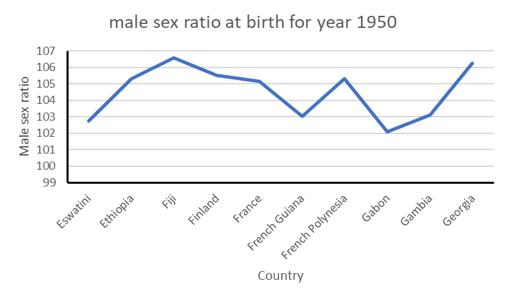 male sex ratio at birth for year 1950
Male sex ratio
107
106
105
104
103
102
101
100
99
Eswatini
Ethiopia
Fiji
Finland
France
French Guiana
French Polynesia
Gabon
Gambia
Georgia
Country